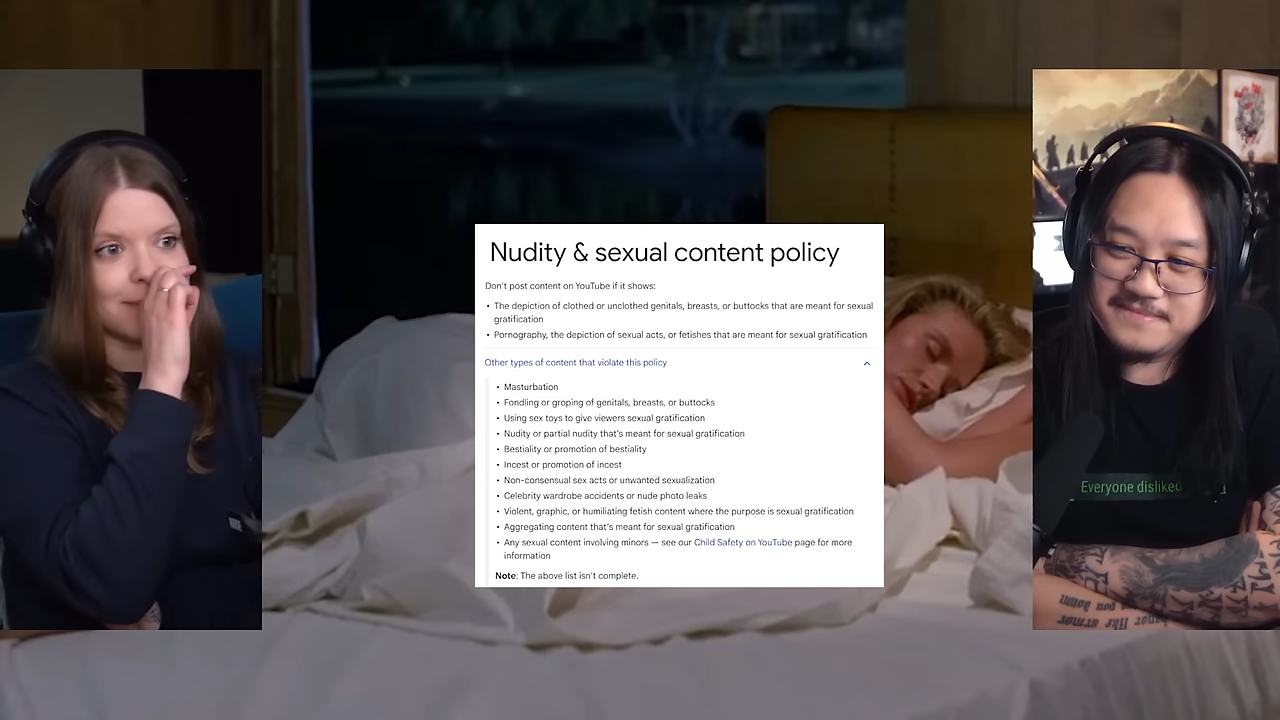 Nudity & sexual content policy
Don't post content on YouTube if it shows:
• The depiction of clothed or unclothed genitals, breasts, or buttocks that are meant for sexual
gratification
• Pornography, the depiction of sexual acts, or fetishes that are meant for sexual gratification
Other types of content that violate this policy
• Masturbation
• Fondling or groping of genitals, breasts, or buttocks
• Using sex toys to give viewers sexual gratification
• Nudity or partial nudity that's meant for sexual gratification
• Bestiality or promotion of bestiality
• Incest or promotion of incest
• Non-consensual sex acts or unwanted sexualization
• Celebrity wardrobe accidents or nude photo leaks
• Violent, graphic, or humiliating fetish content where the purpose is sexual gratification
• Aggregating content that's meant for sexual gratification
• Any sexual content involving minors — see our Child Safety on YouTube page for more
information
Note: The above list isn't complete.
Everyone disliked